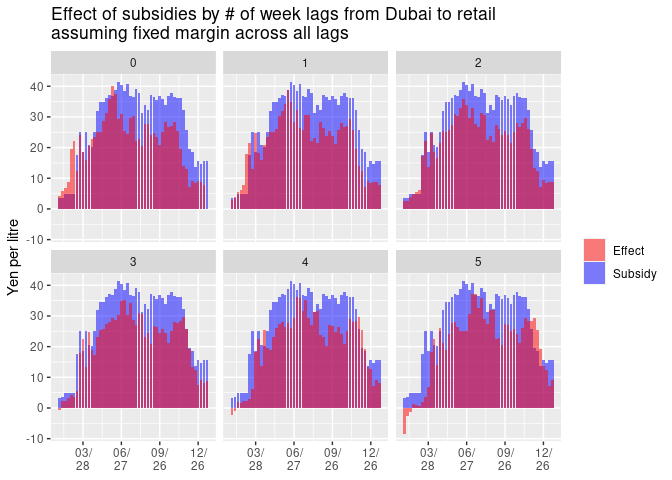 Effect of subsidies by # of week lags from Dubai to retail
assuming fixed margin across all lags
0 1 2
40
30
20
10
0
-10
3 4 5
40
30
20
10
0
-10
Yen per litre
Effect
Subsidy
03/ 06/ 09/ 12/ 03/ 06/ 09/ 12/ 03/ 06/ 09/ 12/
28 27 26 26 28 27 26 26 28 27 26 26